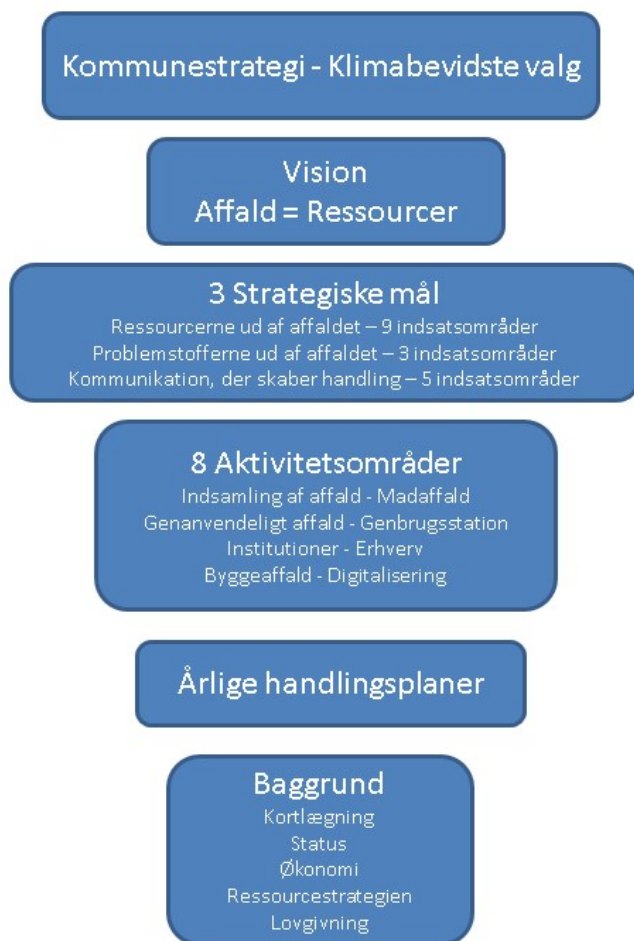 Kommunestrategi - Klimabevidste valg
Vision
Affald = Ressourcer
3 Strategiske mål
Ressourcerne ud af affaldet – 9 indsatsområder
Problemstofferne ud af affaldet – 3 indsatsområder
Kommunikation, der skaber handling – 5 indsatsområder
8 Aktivitetsområder
Indsamling af affald - Madaffald
Genanvendeligt affald - Genbrugsstation
Institutioner - Erhverv
Byggeaffald - Digitalisering
Årlige handlingsplaner
Baggrund
Kortlægning
Status
Økonomi
Ressourcestrategien
Lovgivning